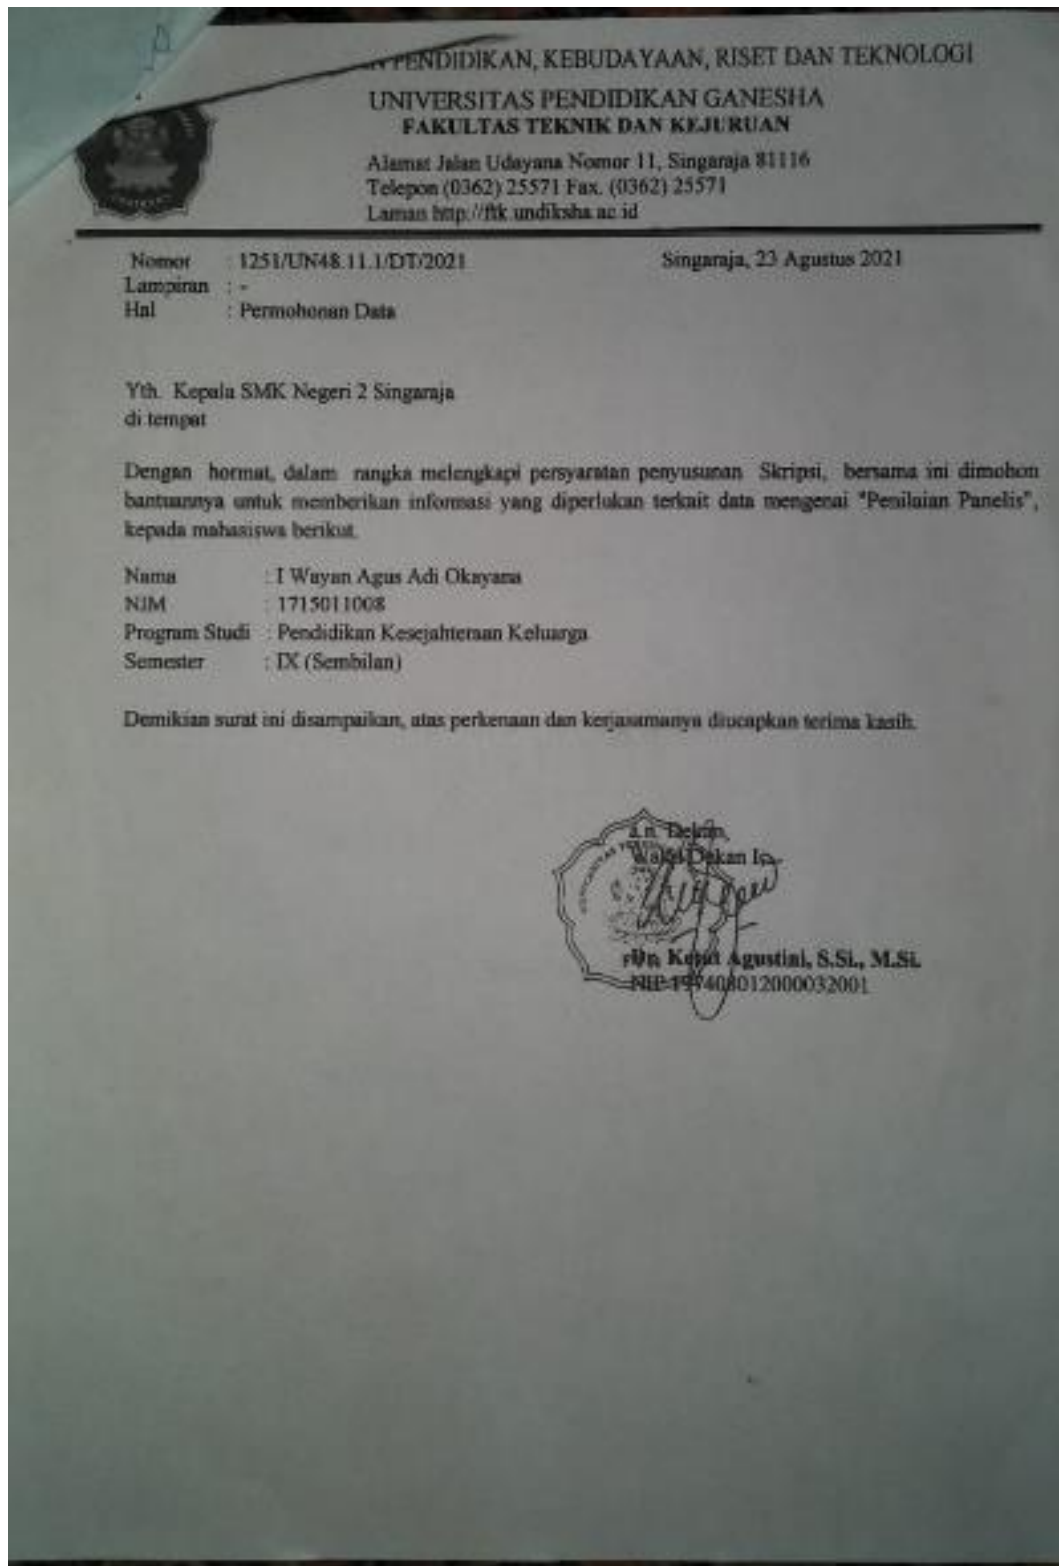 PENDIDIKAN, KEBUDAYAAN, RISET DAN TEKNOLOGI
UNIVERSITAS PENDIDIKAN GANESHA
FAKULTAS TEKNIK DAN KEJURUAN
Alamat Jalan Udayana Nomor 11, Singaraja 81116
Telepon (0362) 25571 Fax. (0362) 25571
Laman http://ftk.undiksha.ac.id
Nomor : 1251/UN48.11.1/DT/2021 Singaraja, 23 Agustus 2021
Lampiran : -
Hal : Permohonan Data
Yth. Kepala SMK Negeri 2 Singaraja
di tempat
Dengan hormat, dalam rangka melengkapi persyaratan penyusunan Skripsi, bersama ini dimohon
bantuannya untuk memberikan informasi yang diperlukan terkait data mengenai "Penilaian Panelis",
kepada mahasiswa berikut.
Nama : I Wayan Agus Adi Okayana
NIM : 1715011008
Program Studi : Pendidikan Kesejahteraan Keluarga
Semester : IX (Sembilan)
Demikian surat ini disampaikan, atas perkenaan dan kerjasamanya diucapkan terima kasih.
a.n. Dekan,
Wakil Dekan I,
Ketut Agustini, S.Si., M.Si.
NIP 197408012000032001